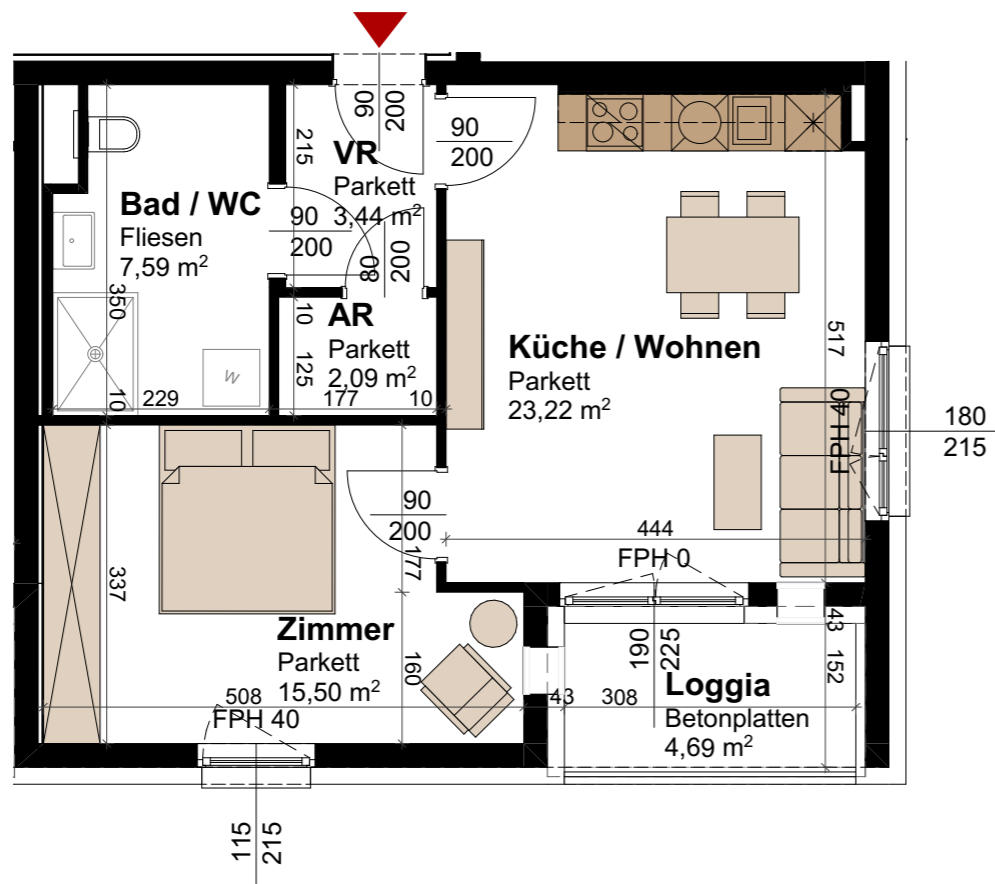 90
200
90
200
215
VR
Parkett
3,44 m²
Bad / WC
Fliesen
7,59 m²
90
200
80
200
350
10
AR
Parkett
2,09 m²
125
Küche / Wohnen
Parkett
23,22 m²
517
W
10
229
177
10
FPH 40
180
215
90
200
444
FPH 0
337
177
Zimmer
Parkett
15,50 m²
160
190
225
43
152
Loggia
Betonplatten
4,69 m²
508
43
308
FPH 40
115
215